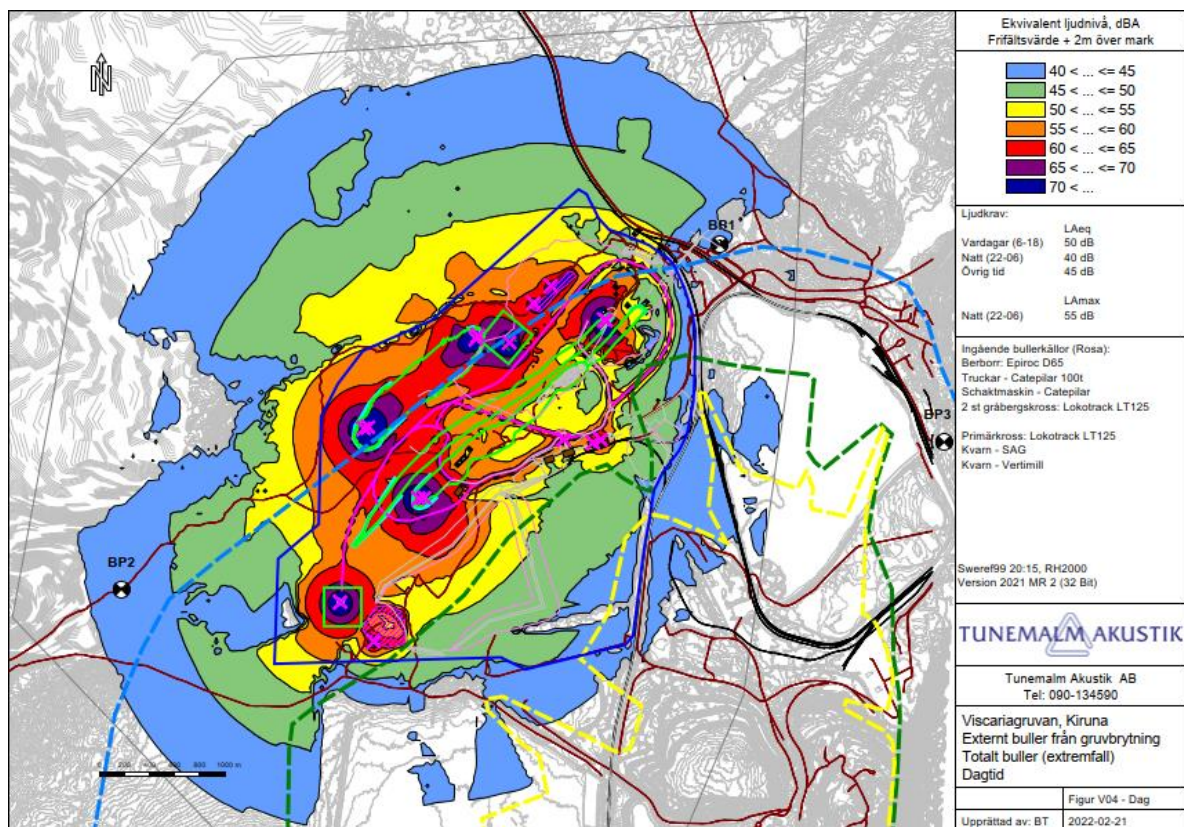 Ekvivalent ljudnivå, dBA
Frifältsvärde + 2m över mark
40 < ... <= 45
45 < ... <= 50
50 < ... <= 55
55 < ... <= 60
60 < ... <= 65
65 < ... <= 70
70 < ...
Ljudkrav:
LAeq
Vardagar (6-18) 50 dB
Natt (22-06) 40 dB
Övrig tid 45 dB
LAmax
Natt (22-06) 55 dB
Ingående bullerkällor (Rosa):
Berborr: Epiroc D65
Truckar - Catepilar 100t
Schaktmaskin - Catepilar
2 st gråbergskross: Lokotrack LT125
Primärkross: Lokotrack LT125
Kvarn - SAG
Kvarn - Vertimill
Sweref99 20:15, RH2000
Version 2021 MR 2 (32 Bit)
TUNEMALM AKUSTIK
Tunemalm Akustik AB
Tel: 090-134590
Viscariagruvan, Kiruna
Externt buller från gruvbrytning
Totalt buller (extremfall)
Dagtid
Figur V04 - Dag
Upprättad av: BT 2022-02-21
N
BP1
BP2
BP3
0 200 400 600 800 1000 m